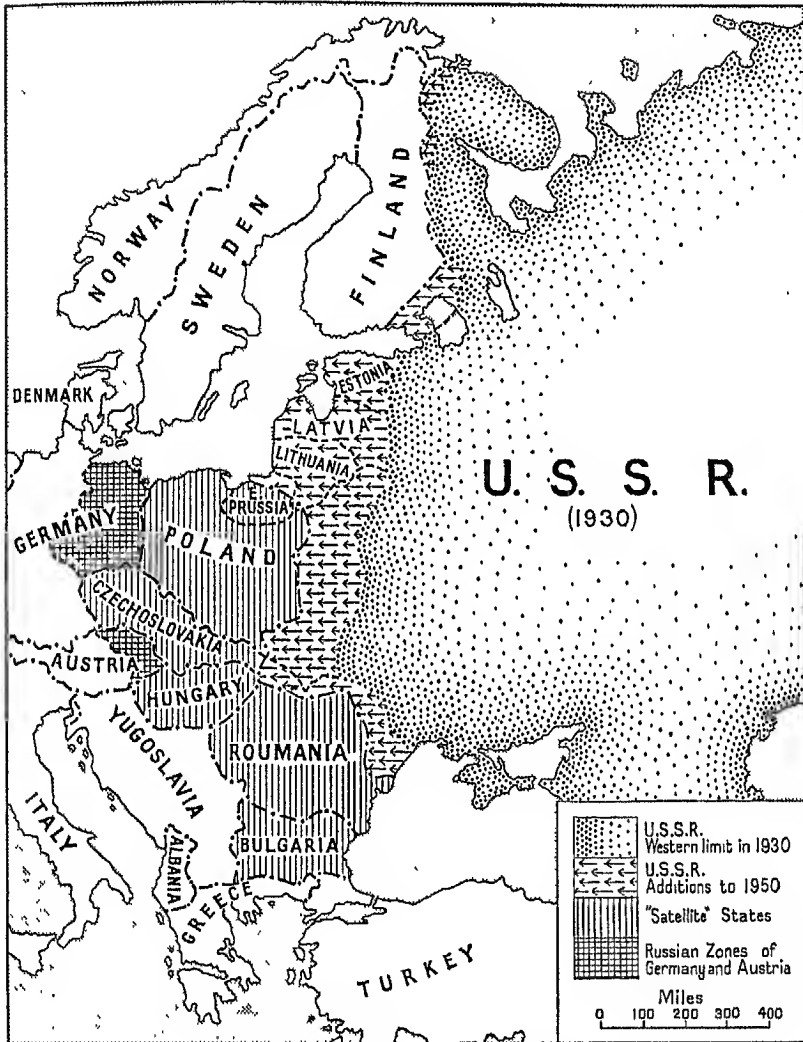 NORWAY
SWEDEN
FINLAND
DENMARK
ESTONIA
LATVIA
LITHUANIA
U. S. S. R.
(1930)
E.
PRUSSIA
GERMANY
POLAND
CZECHOSLOVAKIA
AUSTRIA
HUNGARY
YUGOSLAVIA
ROUMANIA
ITALY
BULGARIA
ALBANIA
GREECE
TURKEY
U.S.S.R.
Western limit in 1930
U.S.S.R.
Additions to 1950
"Satellite" States
Russian Zones of
Germany and Austria
Miles
0 100 200 300 400